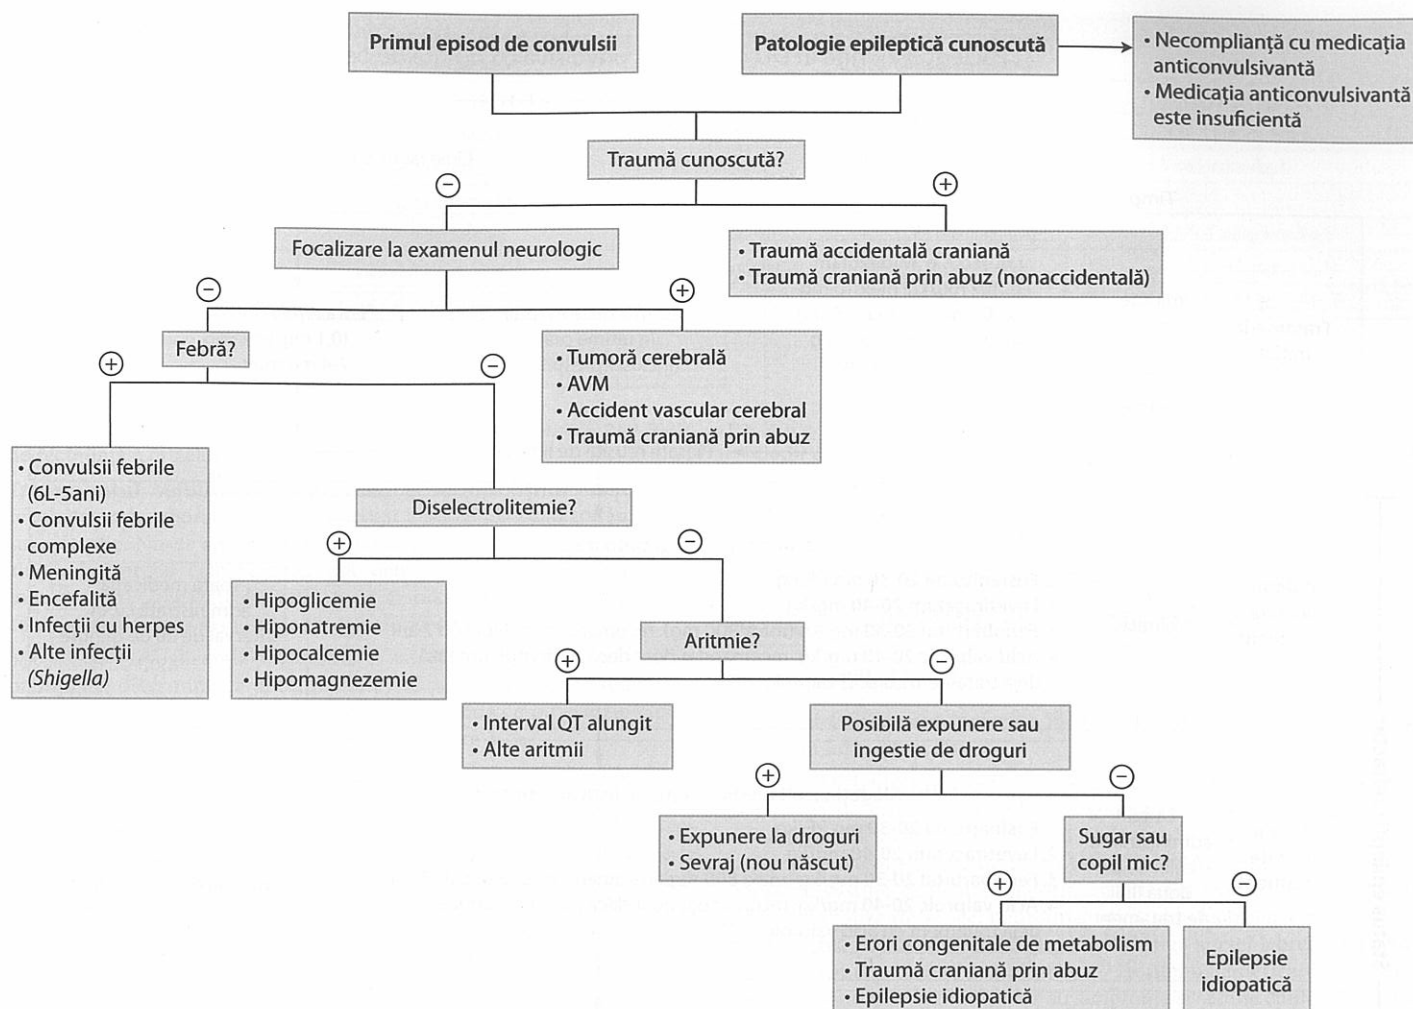 Primul episod de convulsii
Patologie epileptică cunoscută
• Necomplianță cu medicația
anticonvulsivantă
• Medicația anticonvulsivantă
este insuficientă
Traumă cunoscută?
−
+
Focalizare la examenul neurologic
• Traumă accidentală craniană
• Traumă craniană prin abuz (nonaccidentală)
−
+
Febră?
+
−
• Tumoră cerebrală
• AVM
• Accident vascular cerebral
• Traumă craniană prin abuz
• Convulsii febrile
(6L-5ani)
• Convulsii febrile
complexe
• Meningită
• Encefalită
• Infecții cu herpes
• Alte infecții
(Shigella)
Diselectrolitemie?
+
−
• Hipoglicemie
• Hiponatremie
• Hipocalcemie
• Hipomagnezemie
Aritmie?
+
−
• Interval QT alungit
• Alte aritmii
Posibilă expunere sau
ingestie de droguri
+
−
• Expunere la droguri
• Sevraj (nou născut)
Sugar sau
copil mic?
+
−
• Erori congenitale de metabolism
• Traumă craniană prin abuz
• Epilepsie idiopatică
Epilepsie
idiopatică